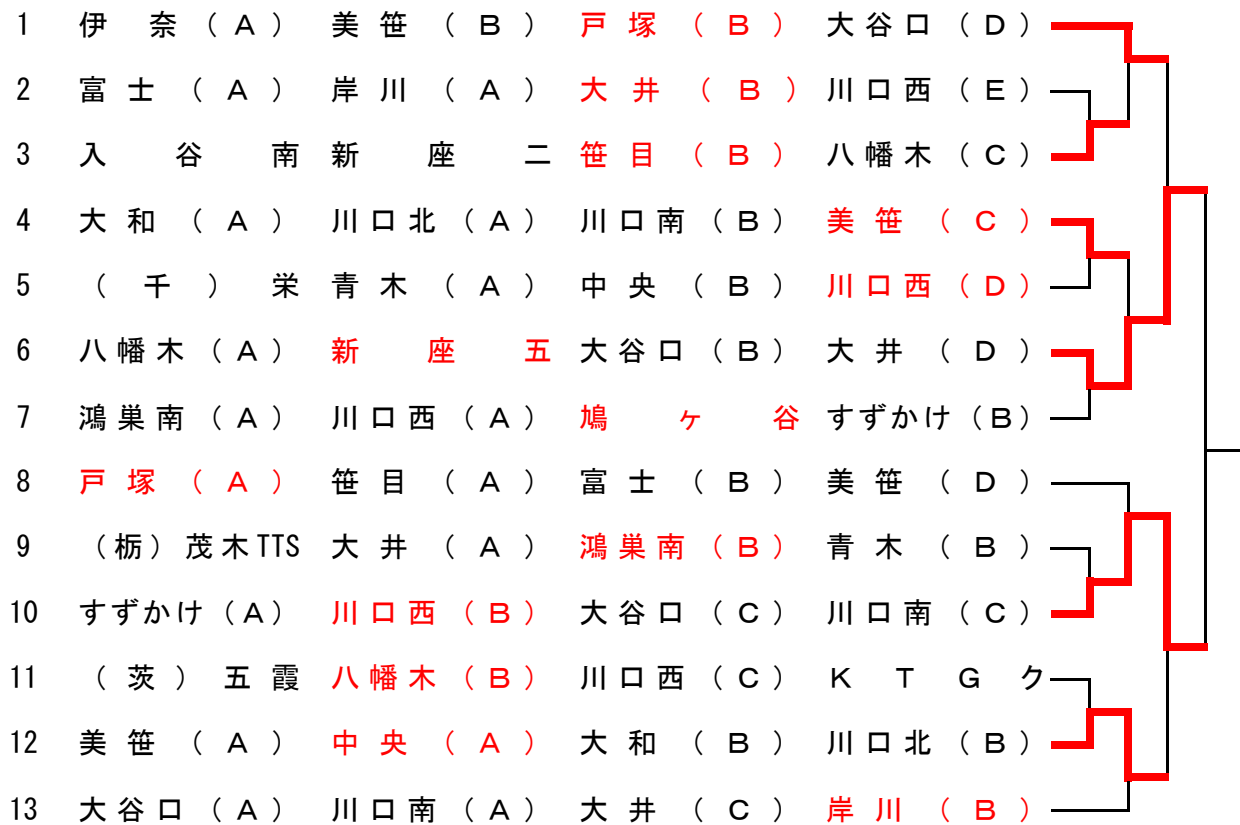 1 伊奈(A) 美笹(B) 戸塚(B) 大谷口(D)
2 富士(A) 岸川(A) 大井(B) 川口西(E)
3 入谷南 新座二 笹目(B) 八幡木(C)
4 大和(A) 川口北(A) 川口南(B) 美笹(C)
5 (千)栄 青木(A) 中央(B) 川口西(D)
6 八幡木(A) 新座五 大谷口(B) 大井(D)
7 鴻巣南(A) 川口西(A) 鳩ヶ谷 すずかけ(B)
8 戸塚(A) 笹目(A) 富士(B) 美笹(D)
9 (栃)茂木TTS 大井(A) 鴻巣南(B) 青木(B)
10 すずかけ(A) 川口西(B) 大谷口(C) 川口南(C)
11 (茨)五霞 八幡木(B) 川口西(C) KTGク
12 美笹(A) 中央(A) 大和(B) 川口北(B)
13 大谷口(A) 川口南(A) 大井(C) 岸川(B)